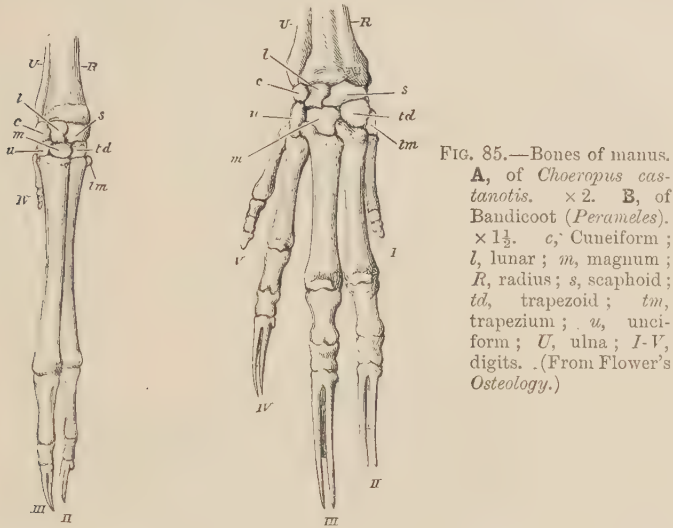 U
R
l
c
s
m
u
td
lm
IV
III
II
U
R
l
c
s
u
td
m
lm
I
V
IV
II
III
FIG. 85.—Bones of manus.
A, of Choeropus cas-
tanotis. × 2. B, of
Bandicoot (Perameles).
× 1½. c, Cuneiform ;
l, lunar ; m, magnum ;
R, radius ; s, scaphoid ;
td, trapezoid ; tm,
trapezium ; u, unci-
form ; U, ulna ; I-V,
digits. (From Flower's
Osteology.)